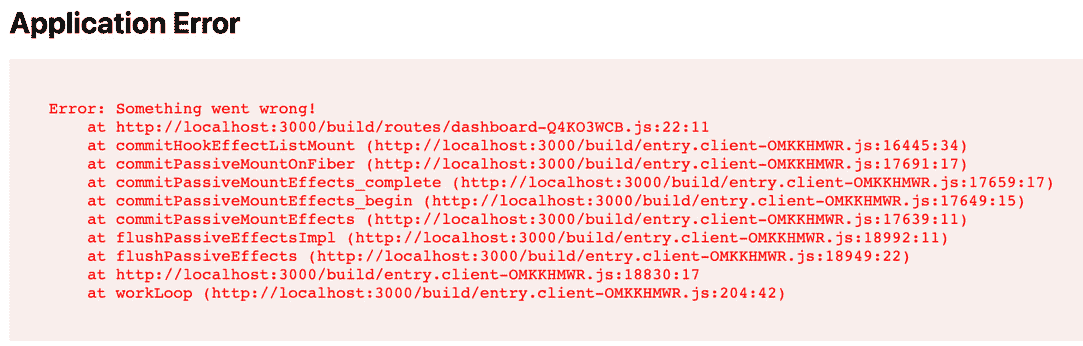 Application Error
Error: Something went wrong!
at http://localhost:3000/build/routes/dashboard-Q4KO3WCB.js:22:11
at commitHookEffectListMount (http://localhost:3000/build/entry.client-OMKKHMWR.js:16445:34)
at commitPassiveMountOnFiber (http://localhost:3000/build/entry.client-OMKKHMWR.js:17691:17)
at commitPassiveMountEffects_complete (http://localhost:3000/build/entry.client-OMKKHMWR.js:17659:17)
at commitPassiveMountEffects_begin (http://localhost:3000/build/entry.client-OMKKHMWR.js:17649:15)
at commitPassiveMountEffects (http://localhost:3000/build/entry.client-OMKKHMWR.js:17639:11)
at flushPassiveEffectsImpl (http://localhost:3000/build/entry.client-OMKKHMWR.js:18992:11)
at flushPassiveEffects (http://localhost:3000/build/entry.client-OMKKHMWR.js:18949:22)
at http://localhost:3000/build/entry.client-OMKKHMWR.js:18830:17
at workLoop (http://localhost:3000/build/entry.client-OMKKHMWR.js:204:42)